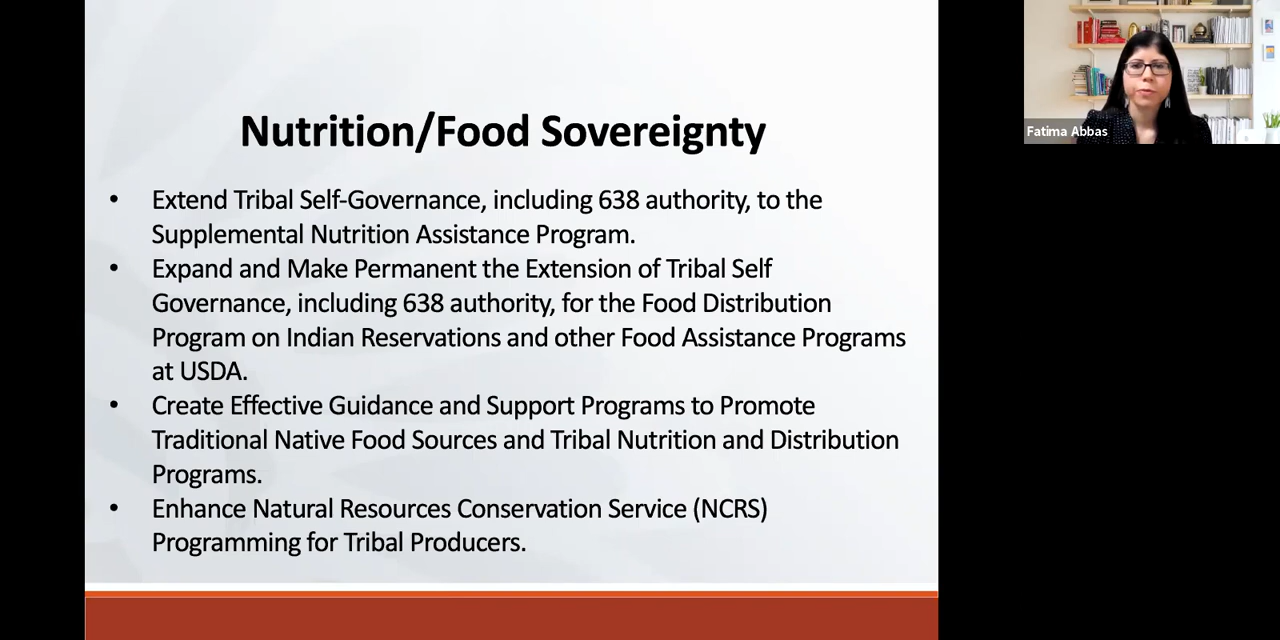 Nutrition/Food Sovereignty
• Extend Tribal Self-Governance, including 638 authority, to the
Supplemental Nutrition Assistance Program.
• Expand and Make Permanent the Extension of Tribal Self
Governance, including 638 authority, for the Food Distribution
Program on Indian Reservations and other Food Assistance Programs
at USDA.
• Create Effective Guidance and Support Programs to Promote
Traditional Native Food Sources and Tribal Nutrition and Distribution
Programs.
• Enhance Natural Resources Conservation Service (NCRS)
Programming for Tribal Producers.
Fatima Abbas